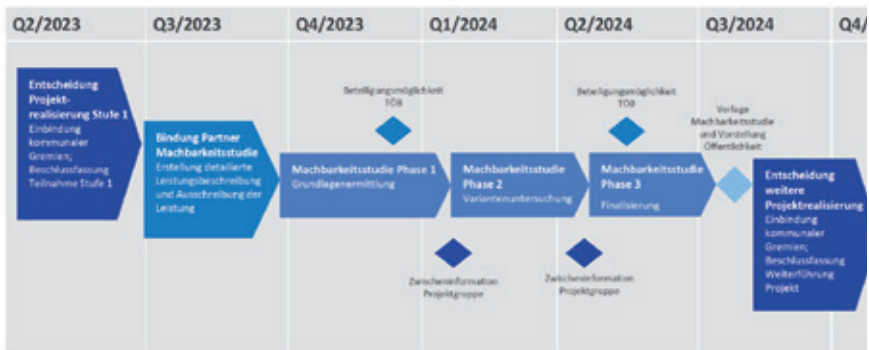 Q2/2023
Q3/2023
Q4/2023
Q1/2024
Q2/2024
Q3/2024
Q4/
Entscheidung
Projekt-
realisierung Stufe 1
Einbindung
kommunaler
Gremien;
Beschlussfassung
Teilnahme Stufe 1
Bindung Partner
Machbarkeitsstudie
Erstellung detailierte
Leistungsbeschreibung
und Ausschreibung der
Leistung
Beteiligungsmöglichkeit
TÖB
Machbarkeitsstudie Phase 1
Grundlagenermittlung
Zwischeninformation
Projektgruppe
Machbarkeitsstudie
Phase 2
Variantenuntersuchung
Beteiligungsmöglichkeit
TÖB
Zwischeninformation
Projektgruppe
Machbarkeitsstudie
Phase 3
Finalisierung
Vorlage
Machbarkeitsstudie
und Vorstellung
Öffentlichkeit
Entscheidung
weitere
Projektrealisierung
Einbindung
kommunaler
Gremien;
Beschlussfassung
Weiterführung
Projekt